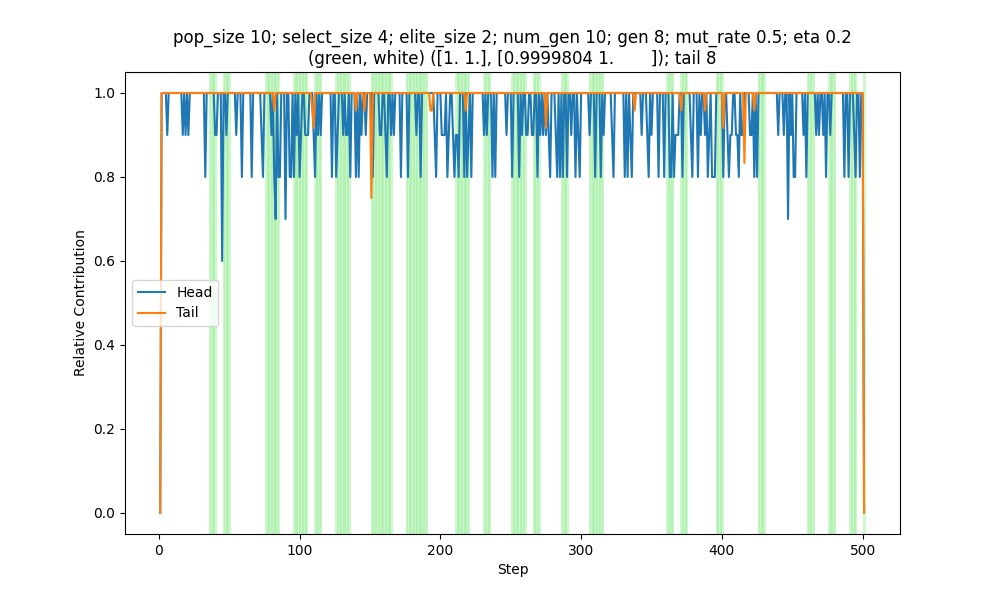 pop_size 10; select_size 4; elite_size 2; num_gen 10; gen 8; mut_rate 0.5; eta 0.2
(green, white) ([1. 1.], [0.9999804 1.        ]); tail 8
1.0
0.8
0.6
0.4
0.2
0.0
Relative Contribution
Head
Tail
0
100
200
300
400
500
Step